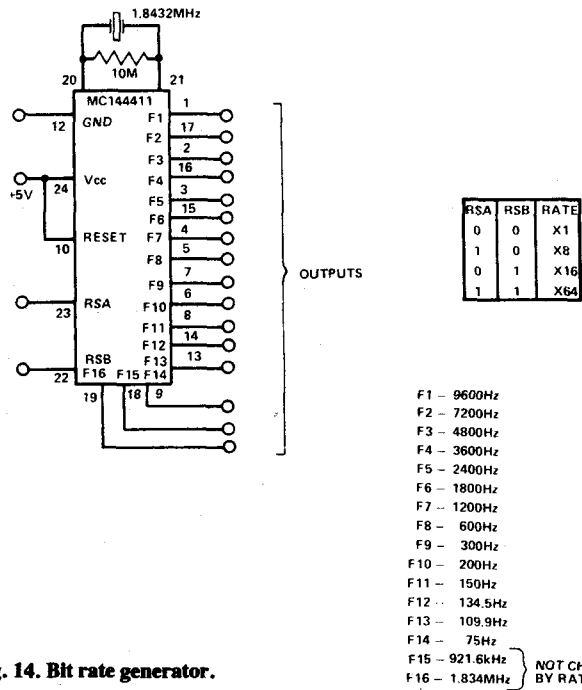 1.8432MHz
10M
20
21
MC144411
12
GND
24
Vcc
+5V
10
RESET
23
RSA
22
RSB
F1
1
F2
17
F3
2
F4
16
F5
3
F6
15
F7
4
F8
5
F9
7
F10
6
F11
8
F12
14
F13
13
F16
F15
F14
19
18
9
OUTPUTS
RSA RSB RATE
0 0 X1
1 0 X8
0 1 X16
1 1 X64
F1 – 9600Hz
F2 – 7200Hz
F3 – 4800Hz
F4 – 3600Hz
F5 – 2400Hz
F6 – 1800Hz
F7 – 1200Hz
F8 – 600Hz
F9 – 300Hz
F10 – 200Hz
F11 – 150Hz
F12 – 134.5Hz
F13 – 109.9Hz
F14 – 75Hz
F15 – 921.6kHz
F16 – 1.834MHz
NOT CH
BY RAT
. 14. Bit rate generator.